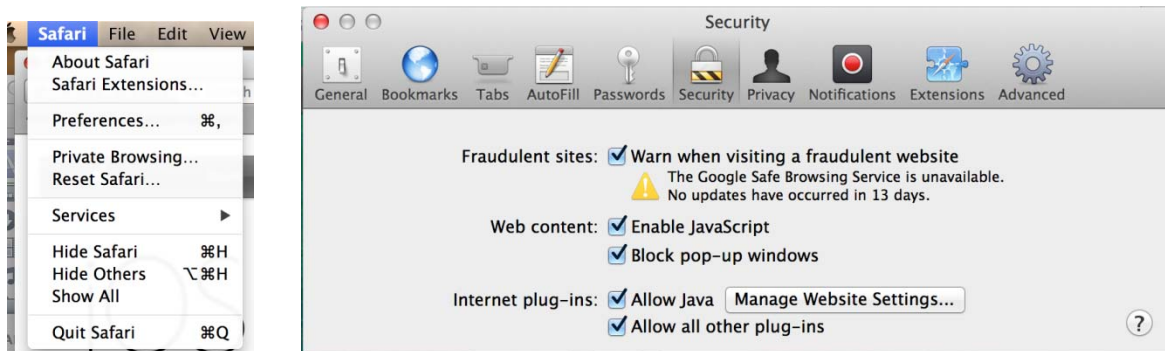 Safari File Edit View
About Safari
Safari Extensions...
Preferences... ⌘,
Private Browsing...
Reset Safari...
Services ▶
Hide Safari ⌘H
Hide Others ⌥⌘H
Show All
Quit Safari ⌘Q
Security
General Bookmarks Tabs AutoFill Passwords Security Privacy Notifications Extensions Advanced
Fraudulent sites: Warn when visiting a fraudulent website
The Google Safe Browsing Service is unavailable.
No updates have occurred in 13 days.
Web content: Enable JavaScript
Block pop-up windows
Internet plug-ins: Allow Java Manage Website Settings...
Allow all other plug-ins
?